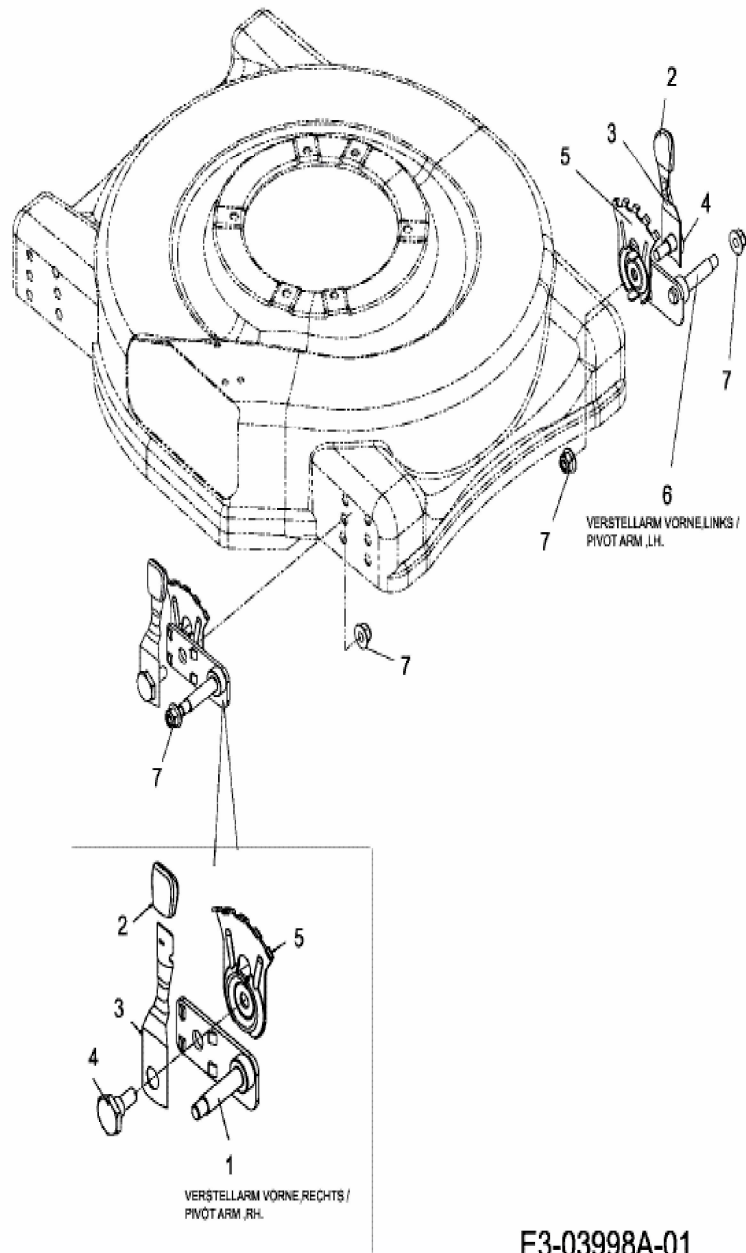 2
3
5
4
7
6
VERSTELLARM VORNE,LINKS /
PIVOT ARM ,LH.
7
7
7
2
5
3
4
1
VERSTELLARM VORNE,RECHTS /
PIVOT ARM ,RH.
E3-03998A-01